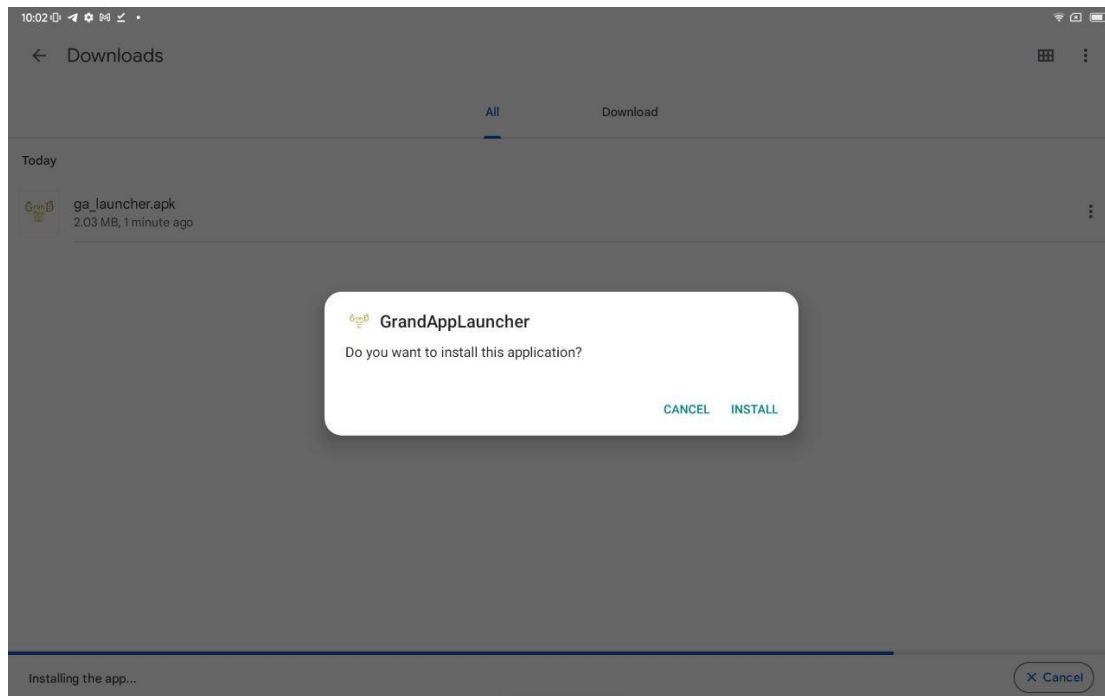 10:02
Downloads
All
Download
Today
ga_launcher.apk
2.03 MB, 1 minute ago
GrandAppLauncher
Do you want to install this application?
CANCEL INSTALL
Installing the app...
Cancel